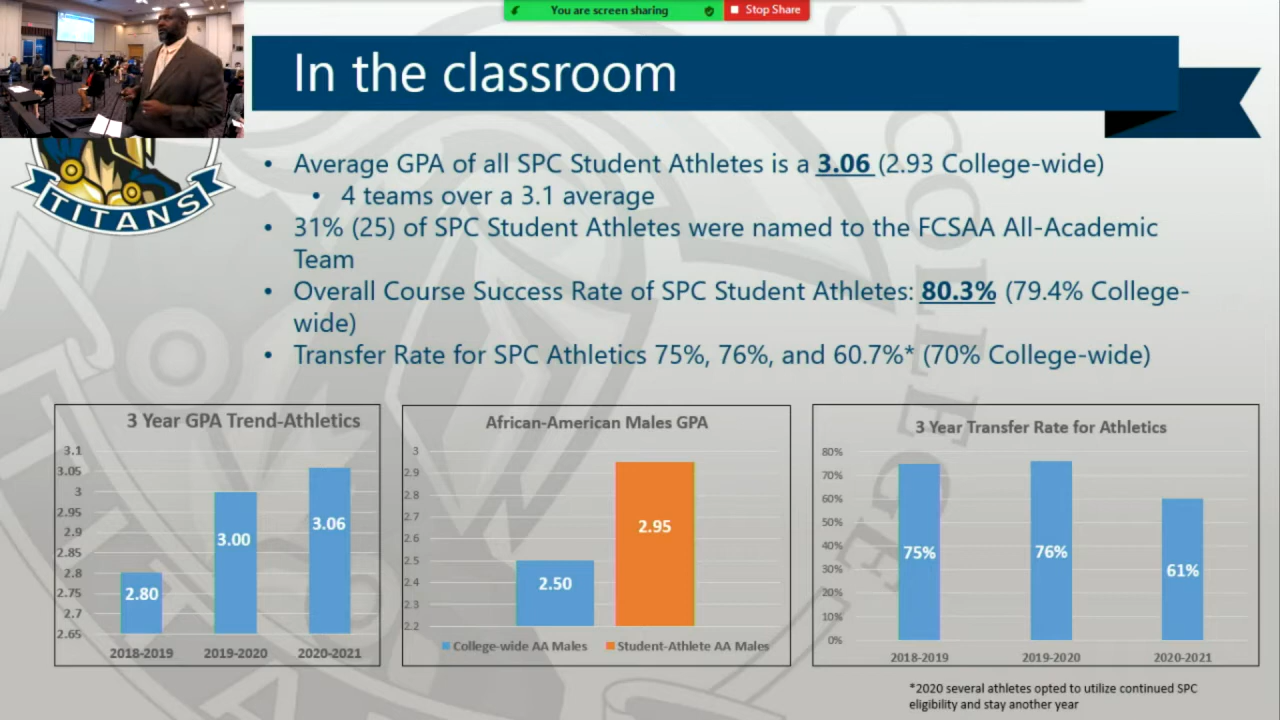 You are screen sharing
Stop Share
In the classroom
TITANS
• Average GPA of all SPC Student Athletes is a 3.06 (2.93 College-wide)
• 4 teams over a 3.1 average
• 31% (25) of SPC Student Athletes were named to the FCSAA All-Academic
Team
• Overall Course Success Rate of SPC Student Athletes: 80.3% (79.4% College-
wide)
• Transfer Rate for SPC Athletics 75%, 76%, and 60.7%* (70% College-wide)
COLLEGE
3 Year GPA Trend-Athletics
3.1
3.05
3
2.95
2.9
2.85
2.8
2.75
2.7
2.65
2.80
3.00
3.06
2018-2019 2019-2020 2020-2021
African-American Males GPA
3
2.9
2.8
2.7
2.6
2.5
2.4
2.3
2.2
2.50
2.95
College-wide AA Males Student-Athlete AA Males
3 Year Transfer Rate for Athletics
80%
70%
60%
50%
40%
30%
20%
10%
0%
75%
76%
61%
2018-2019 2019-2020 2020-2021
*2020 several athletes opted to utilize continued SPC
eligibility and stay another year